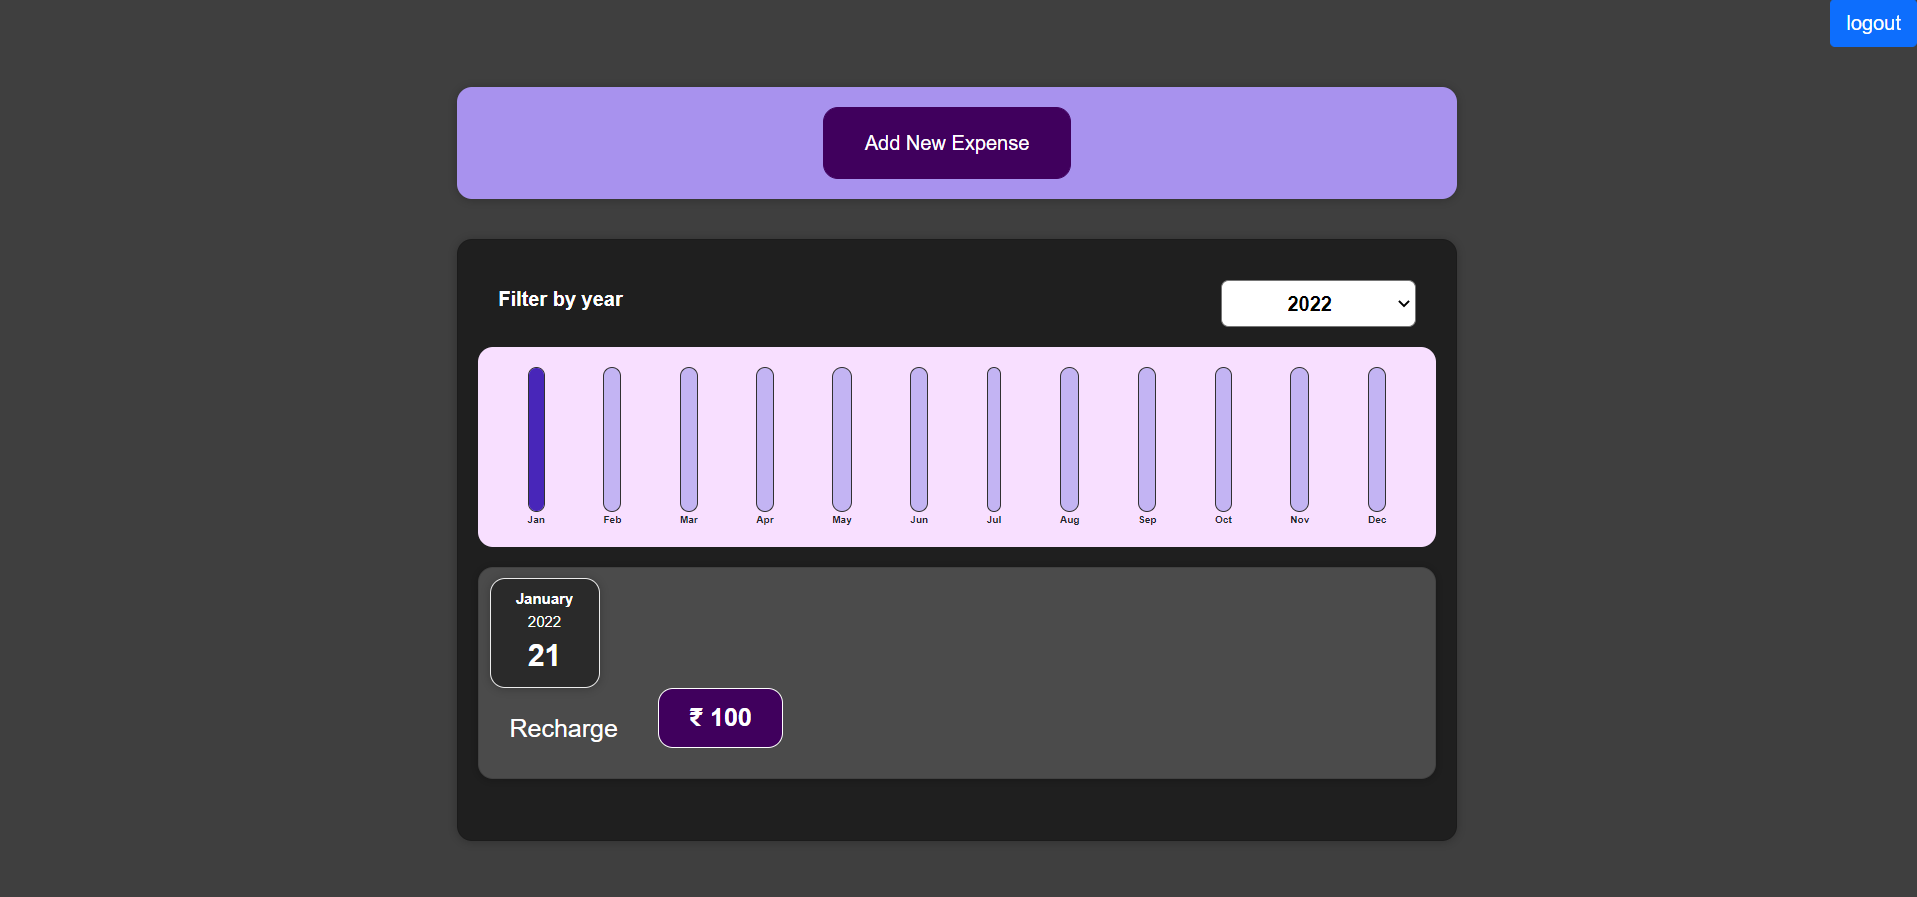 logout
Add New Expense
Filter by year
2022
Jan Feb Mar Apr May Jun Jul Aug Sep Oct Nov Dec
January
2022
21
Recharge
₹ 100